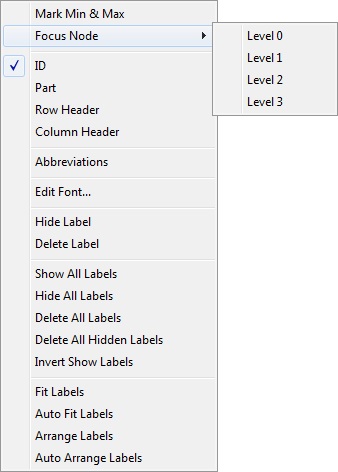 Mark Min & Max
Focus Node
Level 0
Level 1
Level 2
Level 3
ID
Part
Row Header
Column Header
Abbreviations
Edit Font...
Hide Label
Delete Label
Show All Labels
Hide All Labels
Delete All Labels
Delete All Hidden Labels
Invert Show Labels
Fit Labels
Auto Fit Labels
Arrange Labels
Auto Arrange Labels